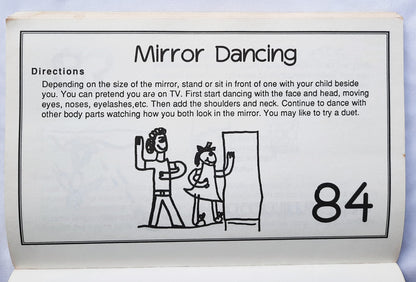 Mirror Dancing
Directions
Depending on the size of the mirror, stand or sit in front of one with your child beside
you. You can pretend you are on TV. First start dancing with the face and head, moving
eyes, noses, eyelashes,etc. Then add the shoulders and neck. Continue to dance with
other body parts watching how you both look in the mirror. You may like to try a duet.
84